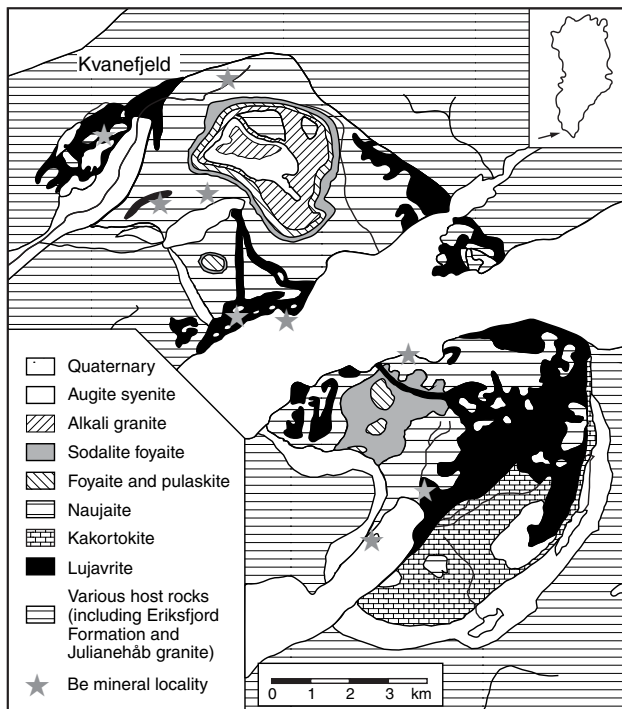 Kvanefjeld
Quaternary
Augite syenite
Alkali granite
Sodalite foyaite
Foyaite and pulaskite
Naujaite
Kakortokite
Lujavrite
Various host rocks
(including Eriksfjord
Formation and
Julianehåb granite)
Be mineral locality
0 1 2 3 km